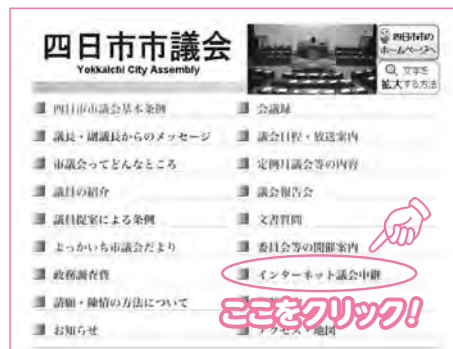 四日市市議会
Yokkaichi City Assembly
四日市市の
ホームページへ
文字を
拡大する方法
四日市市議会基本条例
議長・副議長からのメッセージ
市議会ってどんなところ
議員の紹介
議員提案による条例
よっかいち市議会だより
政務調査費
請願・陳情の方法について
お知らせ
会議録
議会日程・放送案内
定例月議会等の内容
議会報告会
文書質問
委員会等の開催案内
インターネット議会中継
ここをクリック!
アクセス・地図